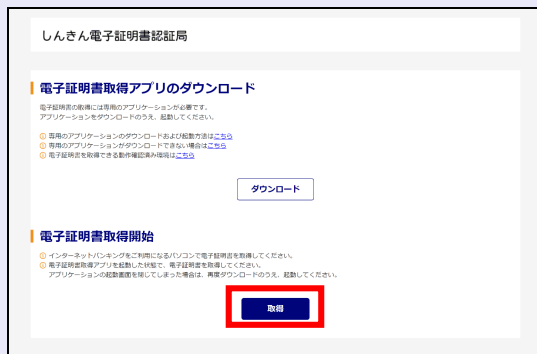 しんきん電子証明書認証局
電子証明書取得アプリのダウンロード
電子証明書の取得には専用のアプリケーションが必要です。
アプリケーションをダウンロードのうえ、起動してください。
専用のアプリケーションのダウンロードおよび起動方法はこちら
専用のアプリケーションがダウンロードできない場合はこちら
電子証明書を取得できる動作確認済み環境はこちら
ダウンロード
電子証明書取得開始
インターネットバンキングをご利用になるパソコンで電子証明書を取得してください。
電子証明書取得アプリを起動した状態で、電子証明書を取得してください。
アプリケーションの起動画面を閉じてしまった場合は、再度ダウンロードのうえ、起動してください。
取得